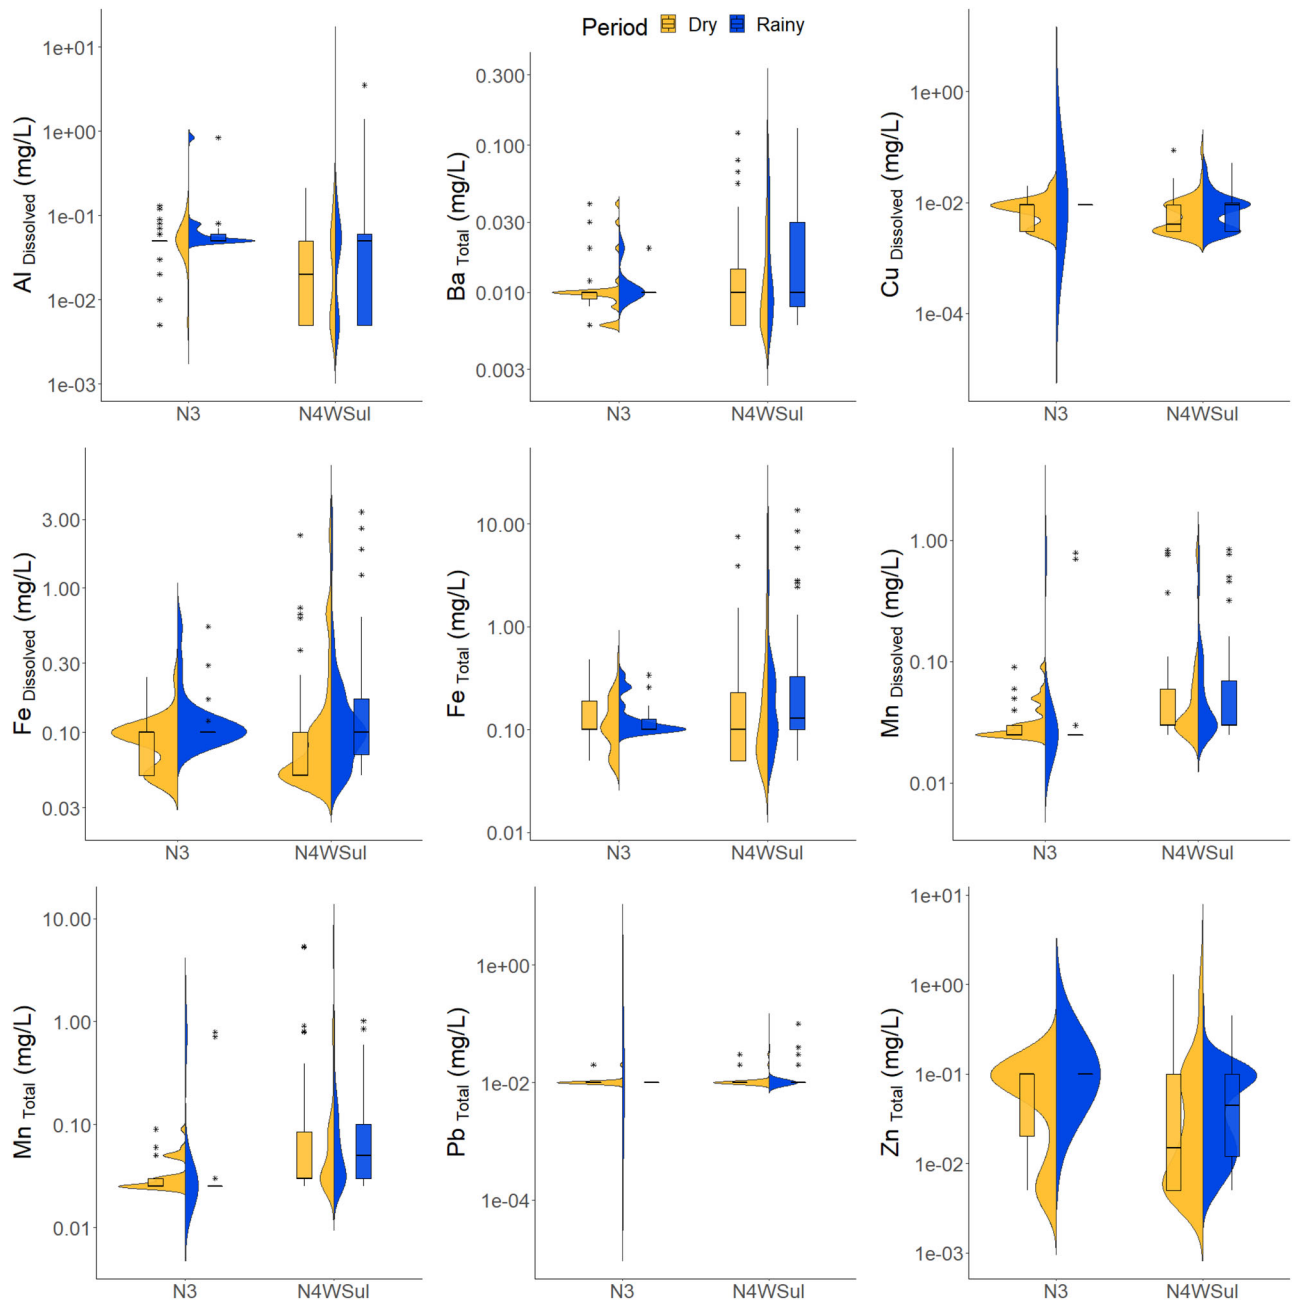 Period Dry Rainy
Al Dissolved (mg/L)
1e+01
1e+00
1e-01
1e-02
1e-03
N3 N4WSul
Ba Total (mg/L)
0.300
0.100
0.030
0.010
0.003
N3 N4WSul
Cu Dissolved (mg/L)
1e+00
1e-02
1e-04
N3 N4WSul
Fe Dissolved (mg/L)
3.00
1.00
0.30
0.10
0.03
N3 N4WSul
Fe Total (mg/L)
10.00
1.00
0.10
0.01
N3 N4WSul
Mn Dissolved (mg/L)
1.00
0.10
0.01
N3 N4WSul
Mn Total (mg/L)
10.00
1.00
0.10
0.01
N3 N4WSul
Pb Total (mg/L)
1e+00
1e-02
1e-04
N3 N4WSul
Zn Total (mg/L)
1e+01
1e+00
1e-01
1e-02
1e-03
N3 N4WSul